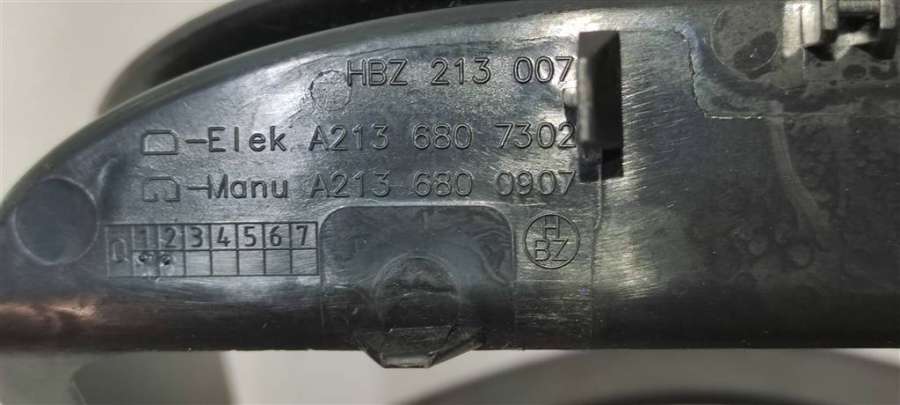 HBZ 213 007
D-Elek A213 680 7302
D-Manu A213 680 0907
D 1 2 3 4 5 6 7
H
BZ